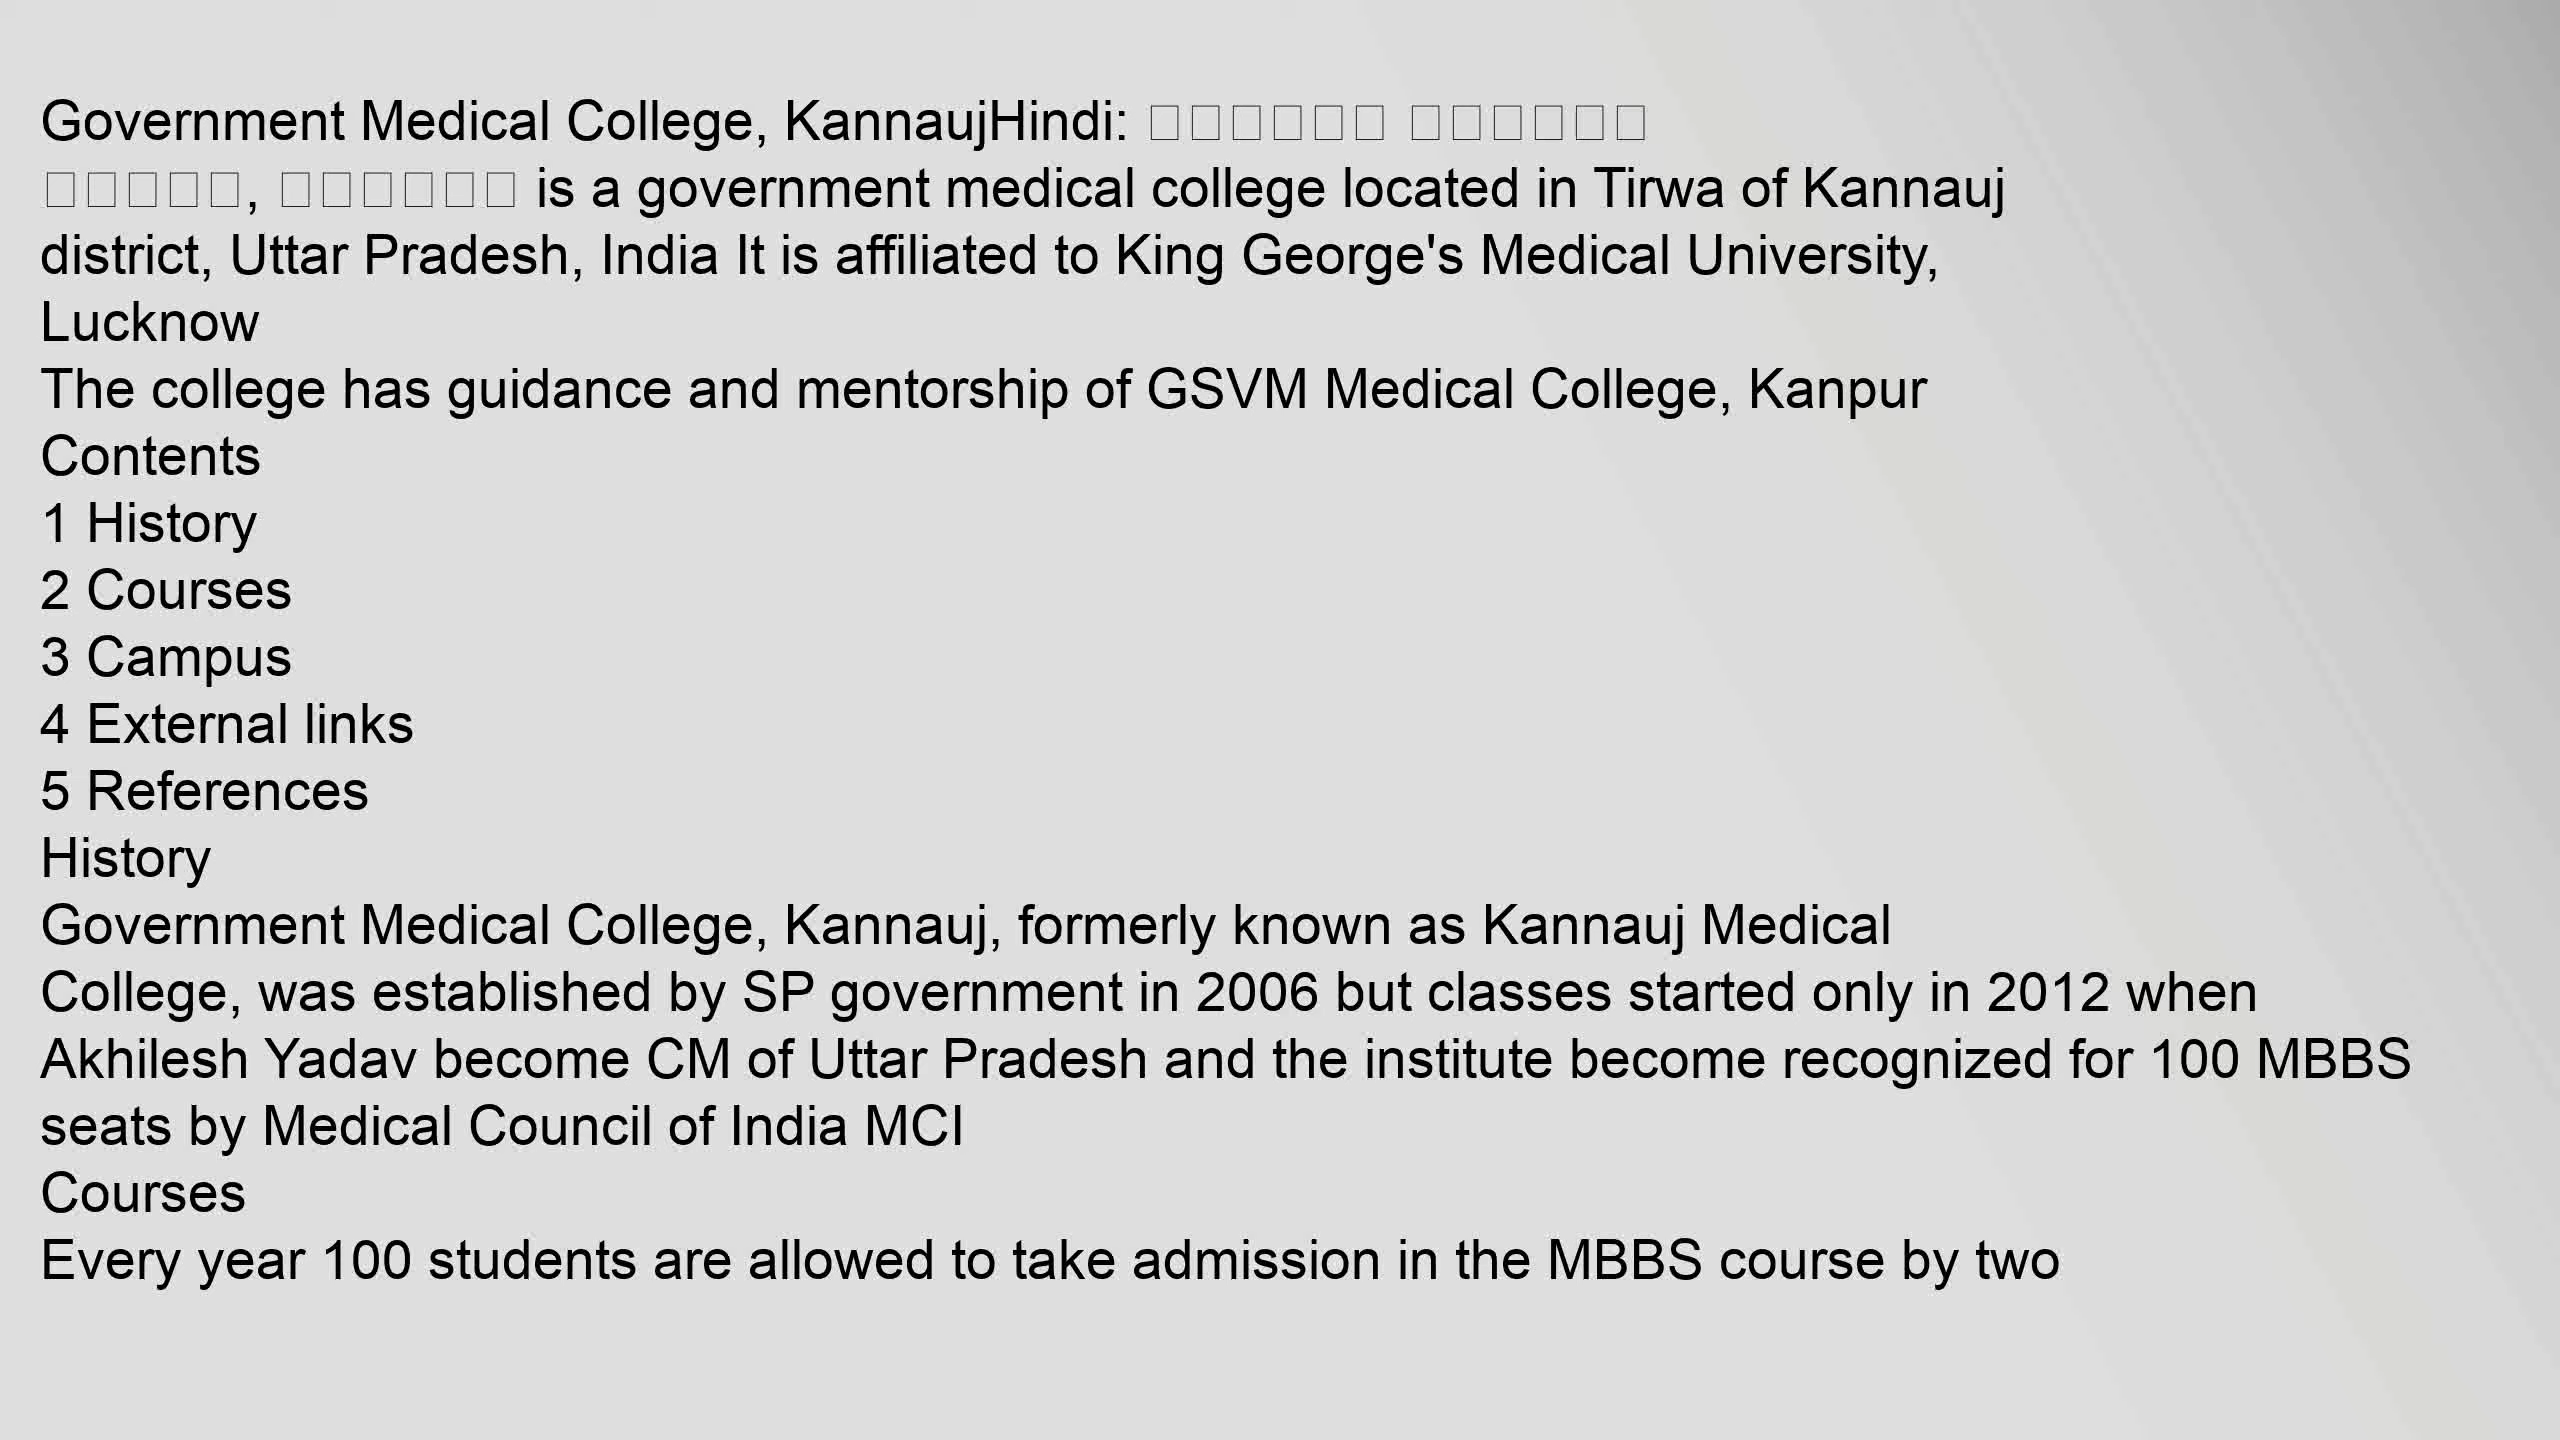 Government Medical College, KannaujHindi:
, is a government medical college located in Tirwa of Kannauj
district, Uttar Pradesh, India It is affiliated to King George's Medical University,
Lucknow
The college has guidance and mentorship of GSVM Medical College, Kanpur
Contents
1 History
2 Courses
3 Campus
4 External links
5 References
History
Government Medical College, Kannauj, formerly known as Kannauj Medical
College, was established by SP government in 2006 but classes started only in 2012 when
Akhilesh Yadav become CM of Uttar Pradesh and the institute become recognized for 100 MBBS
seats by Medical Council of India MCI
Courses
Every year 100 students are allowed to take admission in the MBBS course by two